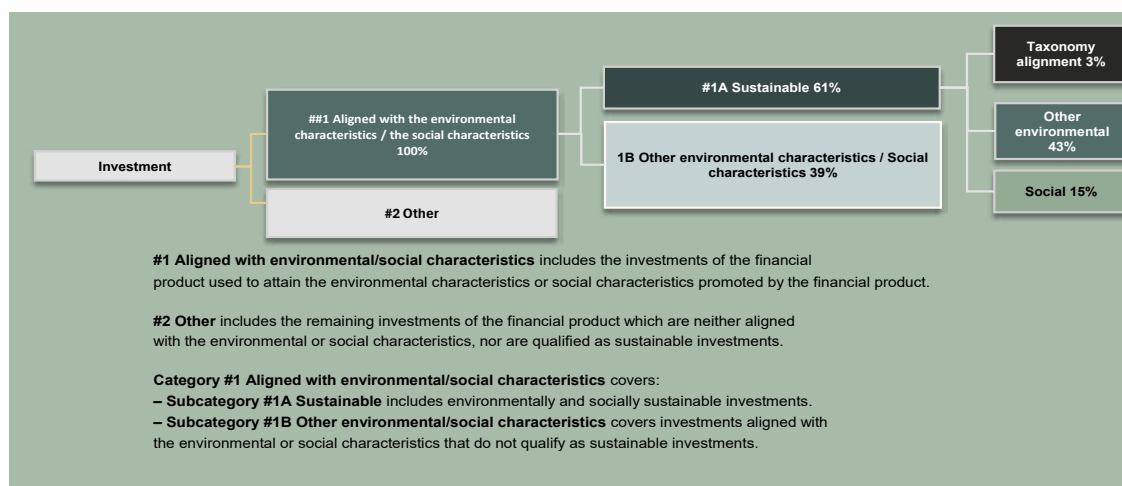 Taxonomy
alignment 3%
#1A Sustainable 61%
##1 Aligned with the environmental
characteristics / the social characteristics
100%
Other
environmental
43%
1B Other environmental characteristics / Social
characteristics 39%
Investment
Social 15%
#2 Other
#1 Aligned with environmental/social characteristics includes the investments of the financial
product used to attain the environmental characteristics or social characteristics promoted by the financial product.
#2 Other includes the remaining investments of the financial product which are neither aligned
with the environmental or social characteristics, nor are qualified as sustainable investments.
Category #1 Aligned with environmental/social characteristics covers:
– Subcategory #1A Sustainable includes environmentally and socially sustainable investments.
– Subcategory #1B Other environmental/social characteristics covers investments aligned with
the environmental or social characteristics that do not qualify as sustainable investments.